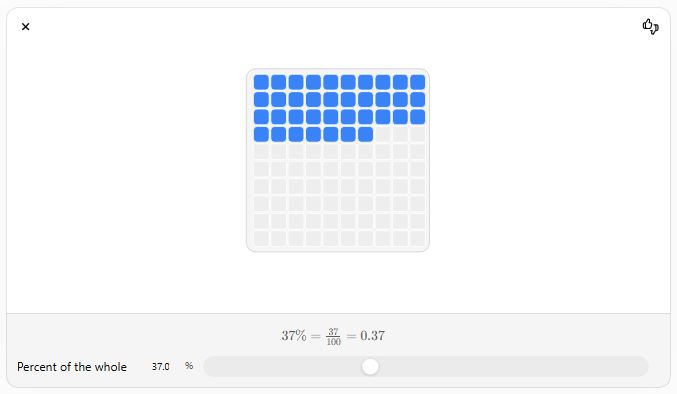 37% = 37/100 = 0.37
Percent of the whole 37.0 %